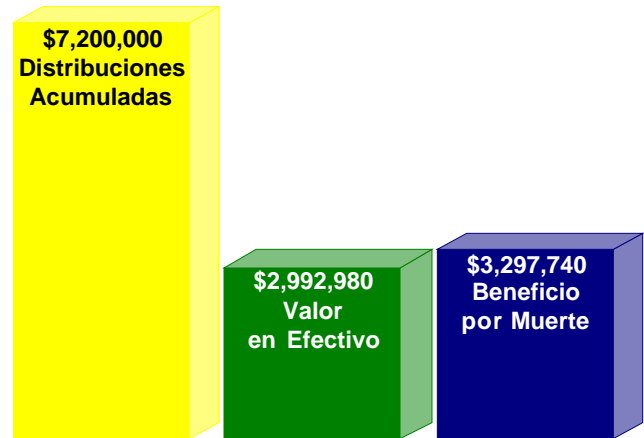 $7,200,000
Distribuciones
Acumuladas
$2,992,980
Valor
en Efectivo
$3,297,740
Beneficio
por Muerte